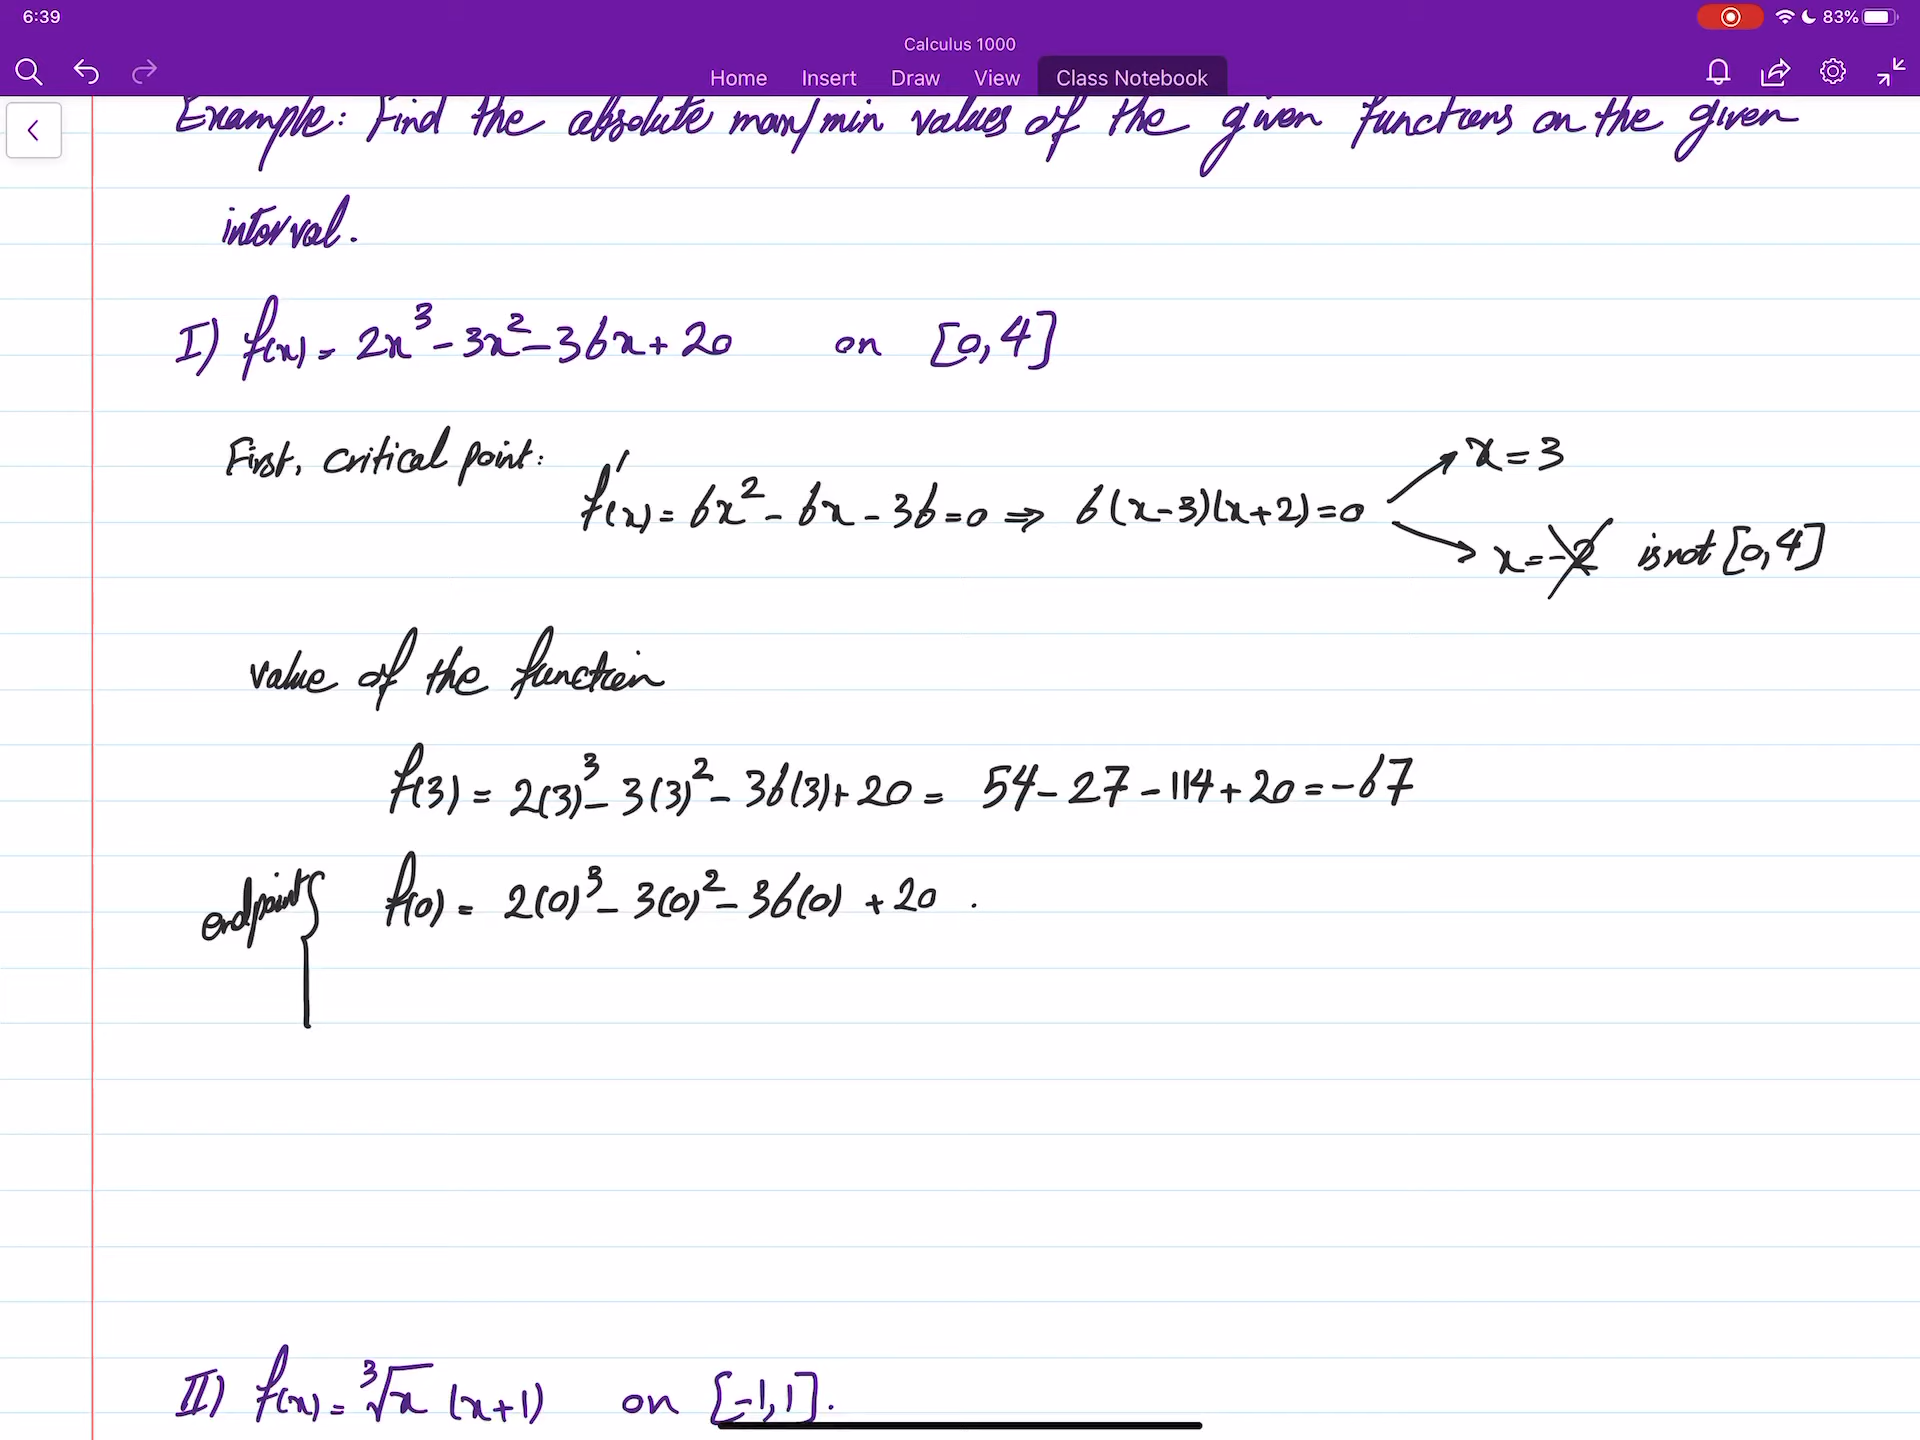 6:39
83%
Calculus 1000
Home Insert Draw View Class Notebook
Example: Find the absolute max/min values of the given functions on the given
interval.
I) f(x) = 2x³ - 3x² - 36x + 20 on [0,4]
First, critical point:
f'(x) = 6x² - 6x - 36 = 0 ⇒ 6(x-3)(x+2) = 0
x = 3
x = -2 is not [0,4]
value of the function
f(3) = 2(3)³ - 3(3)² - 36(3) + 20 = 54 - 27 - 114 + 20 = -67
endpoints { f(0) = 2(0)³ - 3(0)² - 36(0) + 20 .
II) f(x) = ³√x (x+1) on [-1,1].